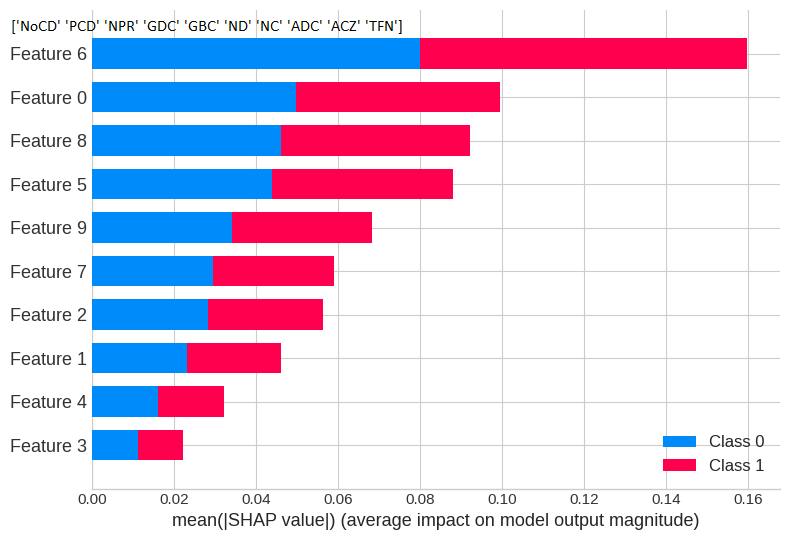 ['NoCD' 'PCD' 'NPR' 'GDC' 'GBC' 'ND' 'NC' 'ADC' 'ACZ' 'TFN']
Feature 6
Feature 0
Feature 8
Feature 5
Feature 9
Feature 7
Feature 2
Feature 1
Feature 4
Feature 3
Class 0
Class 1
0.00 0.02 0.04 0.06 0.08 0.10 0.12 0.14 0.16
mean(|SHAP value|) (average impact on model output magnitude)